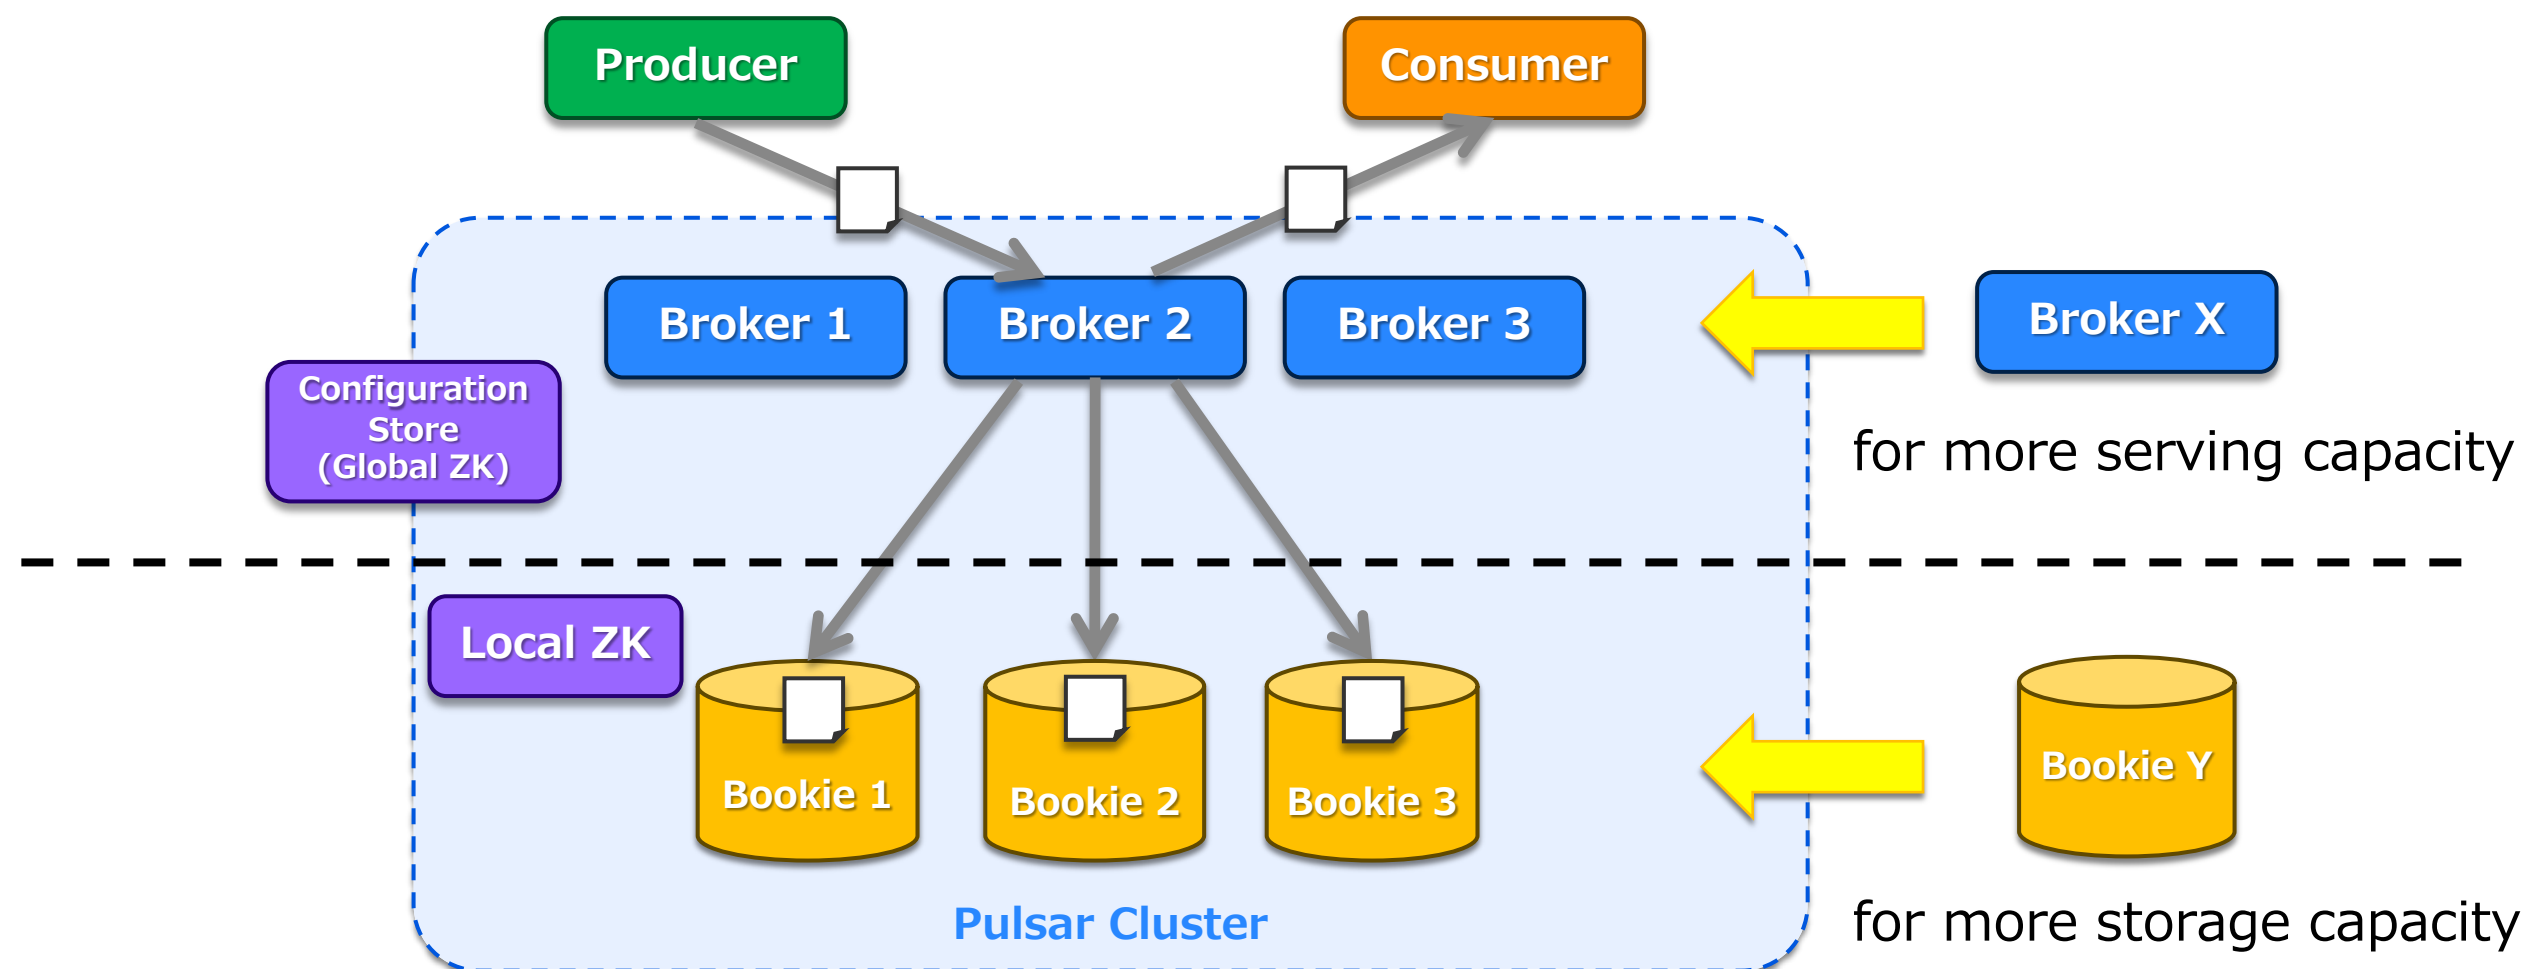 Producer
Consumer
Broker 1
Broker 2
Broker 3
Broker X
Configuration
Store
(Global ZK)
for more serving capacity
Local ZK
Bookie 1
Bookie 2
Bookie 3
Bookie Y
Pulsar Cluster
for more storage capacity